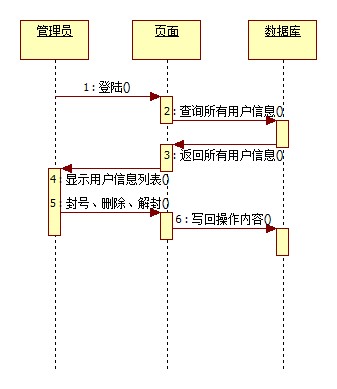 管理员
页面
数据库
1：登陆()
2：查询所有用户信息()
3：返回所有用户信息()
4：显示用户信息列表()
5：封号、删除、解封()
6：写回操作内容()